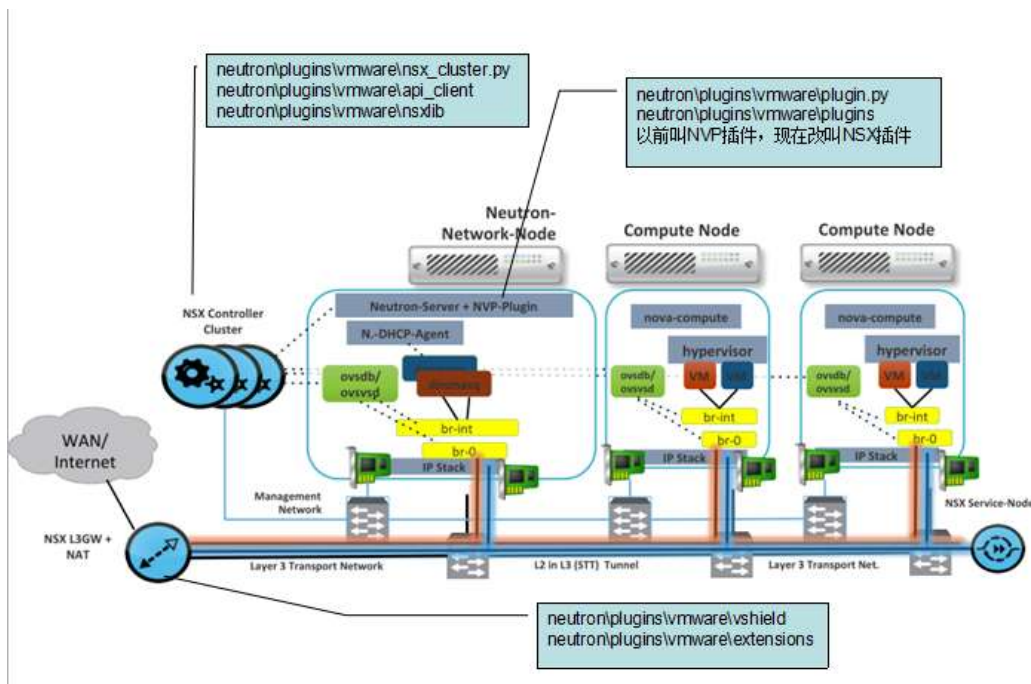 neutron\plugins\vmware\nsx_cluster.py
neutron\plugins\vmware\api_client
neutron\plugins\vmware\nsxlib
neutron\plugins\vmware\plugin.py
neutron\plugins\vmware\plugins
以前叫NVP插件，现在改叫NSX插件
Neutron-
Network-Node
Compute Node
Compute Node
NSX Controller
Cluster
Neutron-Server + NVP-Plugin
nova-compute
nova-compute
N.-DHCP-Agent
hypervisor
hypervisor
ovsdb/
ovsvsd
dnsmasq
ovsdb/
ovsvsd
VM
VM
ovsdb/
ovsvsd
VM
VM
br-int
br-int
br-int
br-0
br-0
br-0
WAN/
Internet
IP Stack
IP Stack
IP Stack
Management
Network
NSX Service-Node
NSX L3GW +
NAT
Layer 3 Transport Network
L2 in L3 (STT) Tunnel
Layer 3 Transport Net.
neutron\plugins\vmware\vshield
neutron\plugins\vmware\extensions